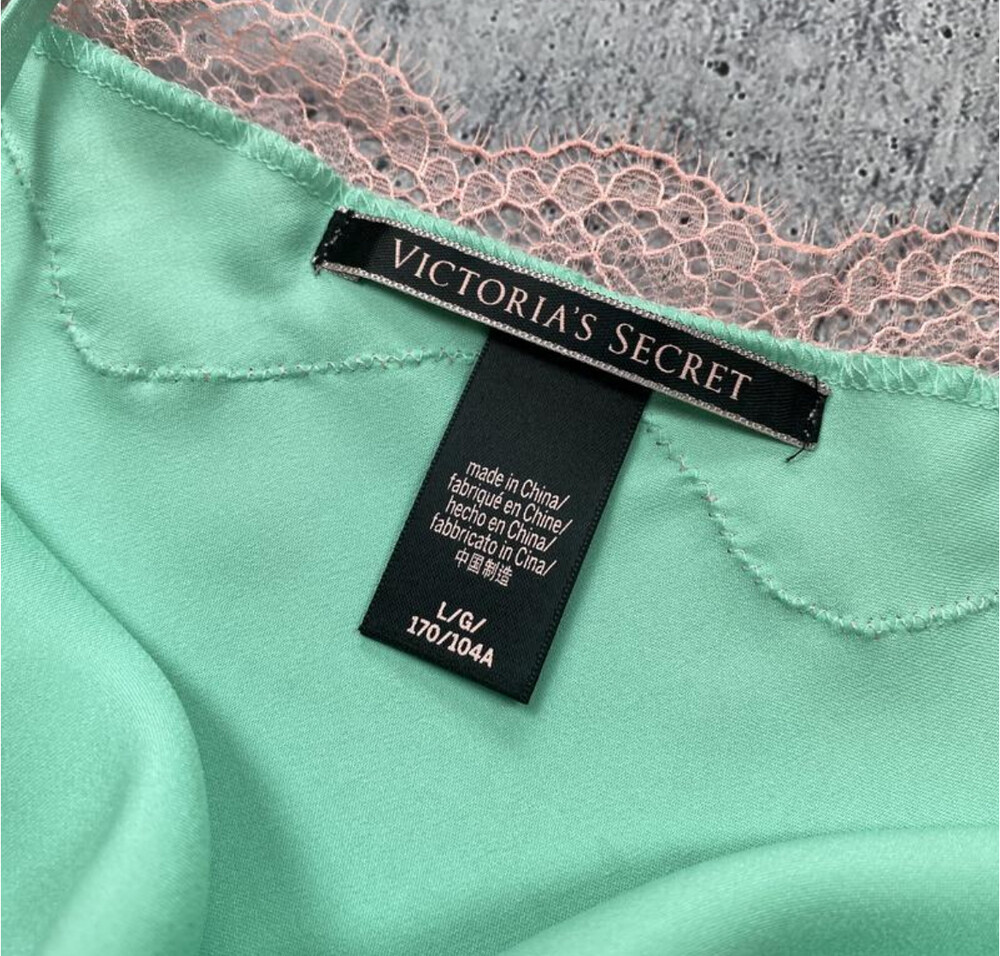 VICTORIA'S SECRET
made in China/
fabriqué en Chine/
hecho en China/
fabbricato in Cina/
中国制造
L/G/
170/104A